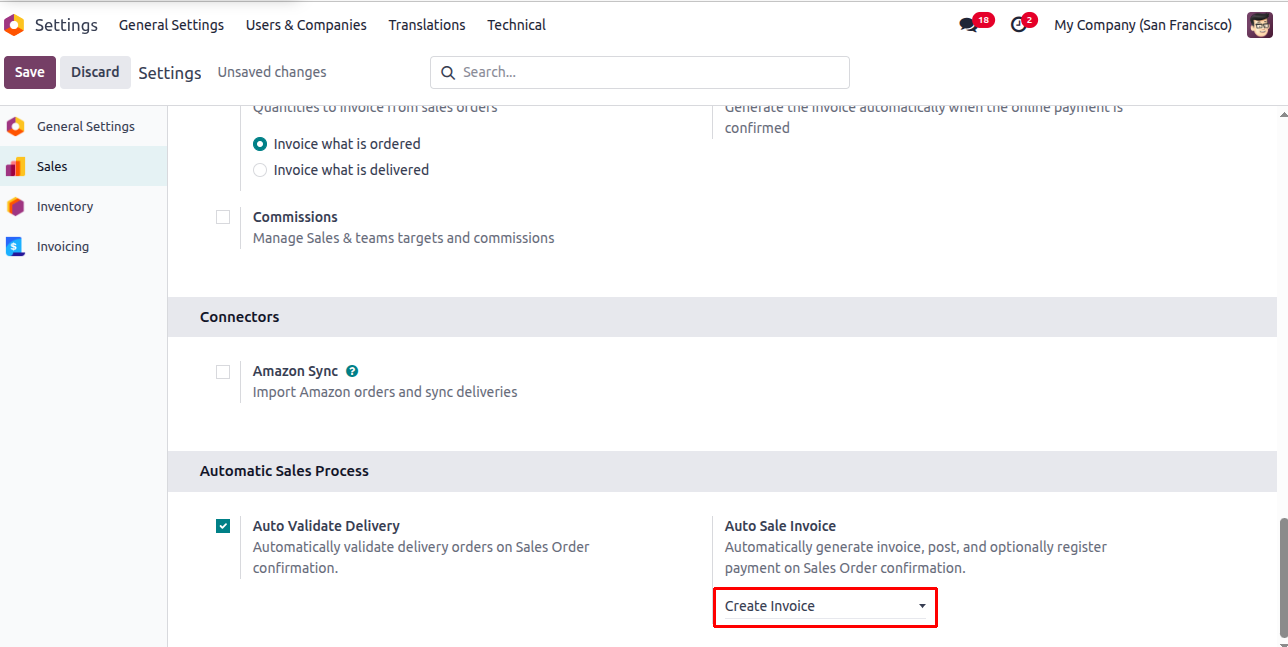 Settings General Settings Users & Companies Translations Technical 18 2 My Company (San Francisco)
Save Discard Settings Unsaved changes Search...
General Settings
Sales
Inventory
Invoicing
Quantities to invoice from sales orders
Invoice what is ordered
Invoice what is delivered
Generate the invoice automatically when the online payment is
confirmed
Commissions
Manage Sales & teams targets and commissions
Connectors
Amazon Sync ?
Import Amazon orders and sync deliveries
Automatic Sales Process
Auto Validate Delivery
Automatically validate delivery orders on Sales Order
confirmation.
Auto Sale Invoice
Automatically generate invoice, post, and optionally register
payment on Sales Order confirmation.
Create Invoice